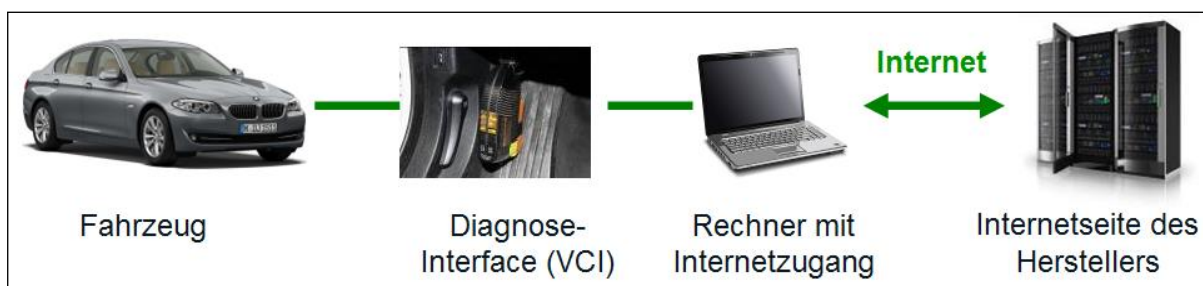 Internet
Fahrzeug
Diagnose-
Interface (VCI)
Rechner mit
Internetzugang
Internetseite des
Herstellers